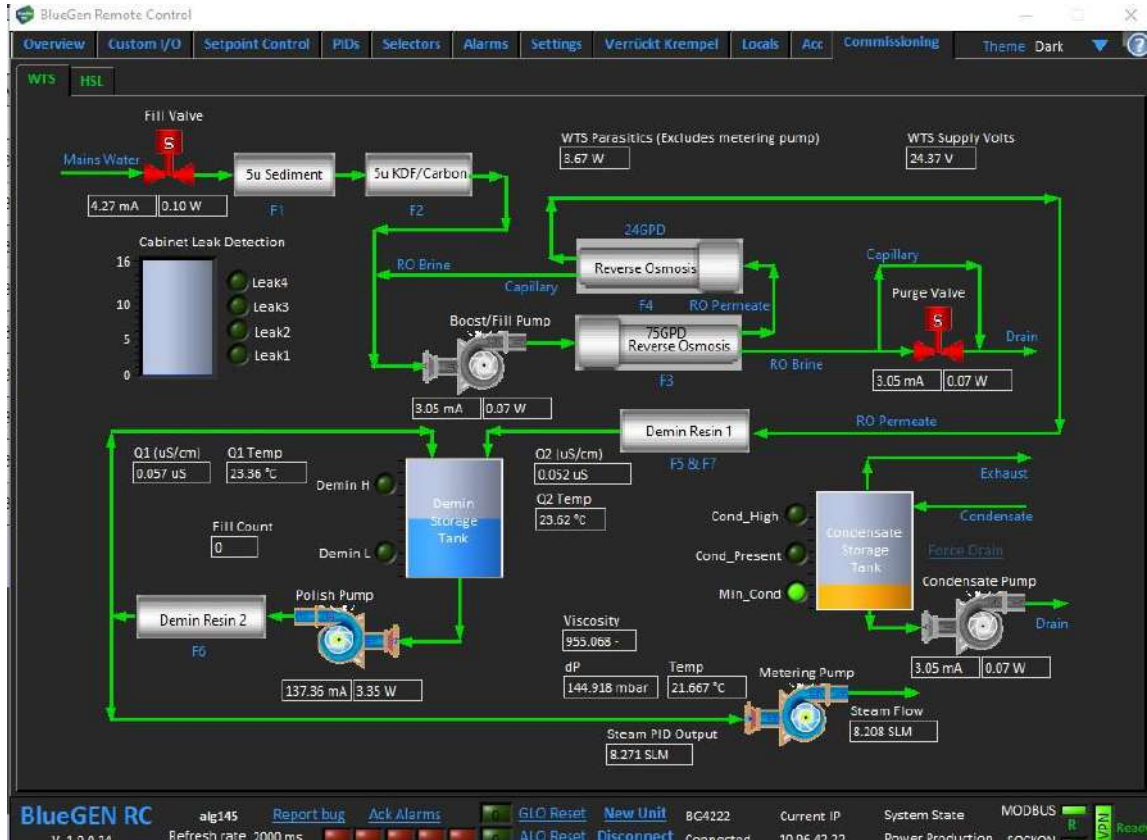 BlueGen Remote Control
Overview Custom I/O Setpoint Control PIDs Selectors Alarms Settings Verrückt Krempel Locals Acc Commissioning Theme Dark ?
WTS HSL
Fill Valve
S
Mains Water
4.27 mA 0.10 W
5u Sediment
F1
5u KDF/Carbon
F2
WTS Parasitics (Excludes metering pump)
3.67 W
WTS Supply Volts
24.37 V
Cabinet Leak Detection
16
10
5
0
Leak4
Leak3
Leak2
Leak1
24GPD
Reverse Osmosis
F4
RO Brine
Capillary
RO Permeate
Boost/Fill Pump
3.05 mA 0.07 W
75GPD
Reverse Osmosis
F3
RO Brine
Capillary
Purge Valve
S
Drain
3.05 mA 0.07 W
RO Permeate
Demin Resin 1
F5 & F7
Q1 (uS/cm) Q1 Temp
0.057 uS 23.36 °C
Demin H
Demin L
Demin
Storage
Tank
Q2 (uS/cm)
0.052 uS
Q2 Temp
23.62 °C
Fill Count
0
Polish Pump
Demin Resin 2
F6
137.36 mA 3.35 W
Exhaust
Condensate
Cond_High
Cond_Present
Min_Cond
Condensate
Storage
Tank
Force Drain
Condensate Pump
Drain
3.05 mA 0.07 W
Viscosity
955.068 -
dP Temp
144.918 mbar 21.667 °C
Metering Pump
Steam Flow
8.208 SLM
Steam PID Output
8.271 SLM
BlueGEN RC
alg145 Report bug Ack Alarms GLO Reset New Unit BG4222 Current IP System State MODBUS
R
Refresh rate 2000 ms ALO Reset Disconnect Connected Power Production